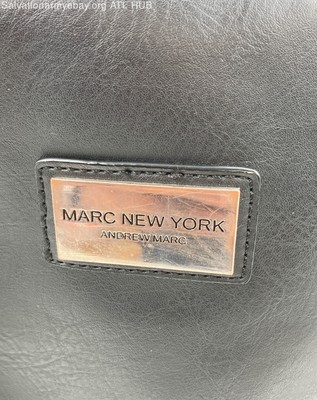 Salvationarmyebay.org ATL HUB
MARC NEW YORK
ANDREW MARC